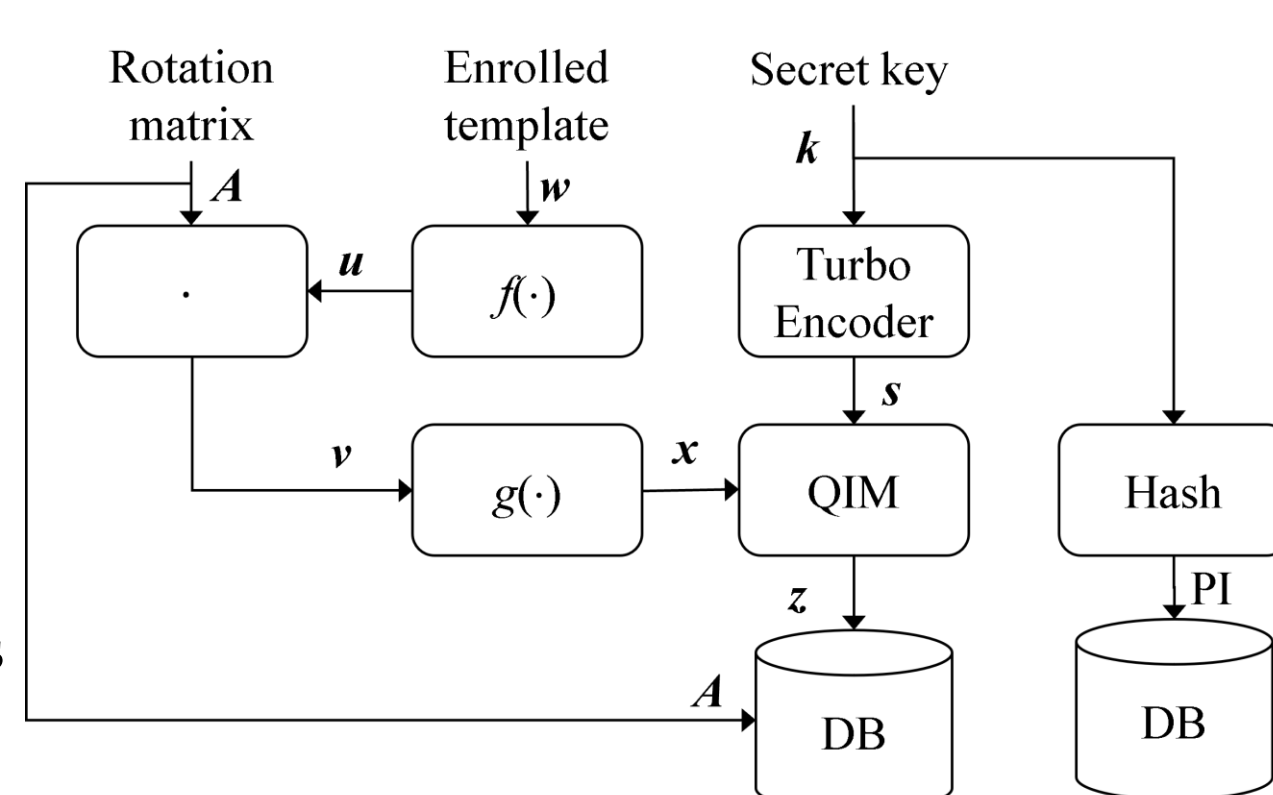 Rotation
matrix
Enrolled
template
Secret key
A
w
k
·
u
f(·)
Turbo
Encoder
s
v
g(·)
x
QIM
Hash
z
PI
A
DB
DB